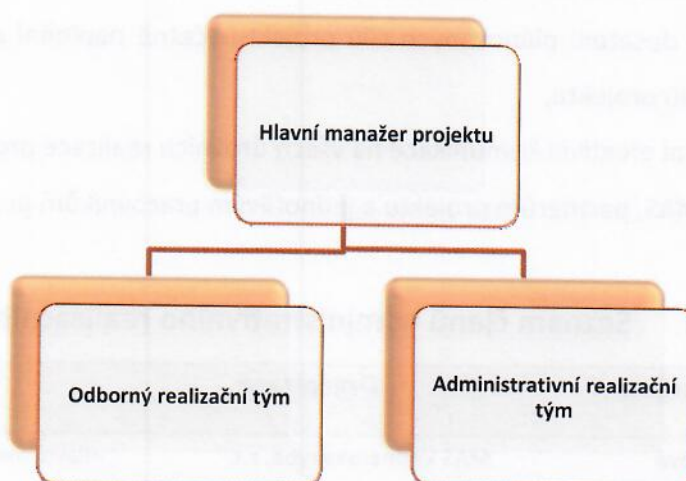 Hlavní manažer projektu
Odborný realizační tým
Administrativní realizační
tým